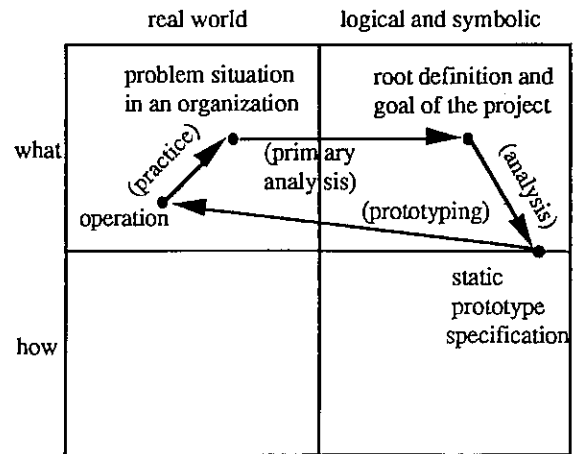 real world
logical and symbolic
problem situation
in an organization
root definition and
goal of the project
what
(practice)
(primary
analysis)
(analysis)
(prototyping)
operation
static
prototype
specification
how